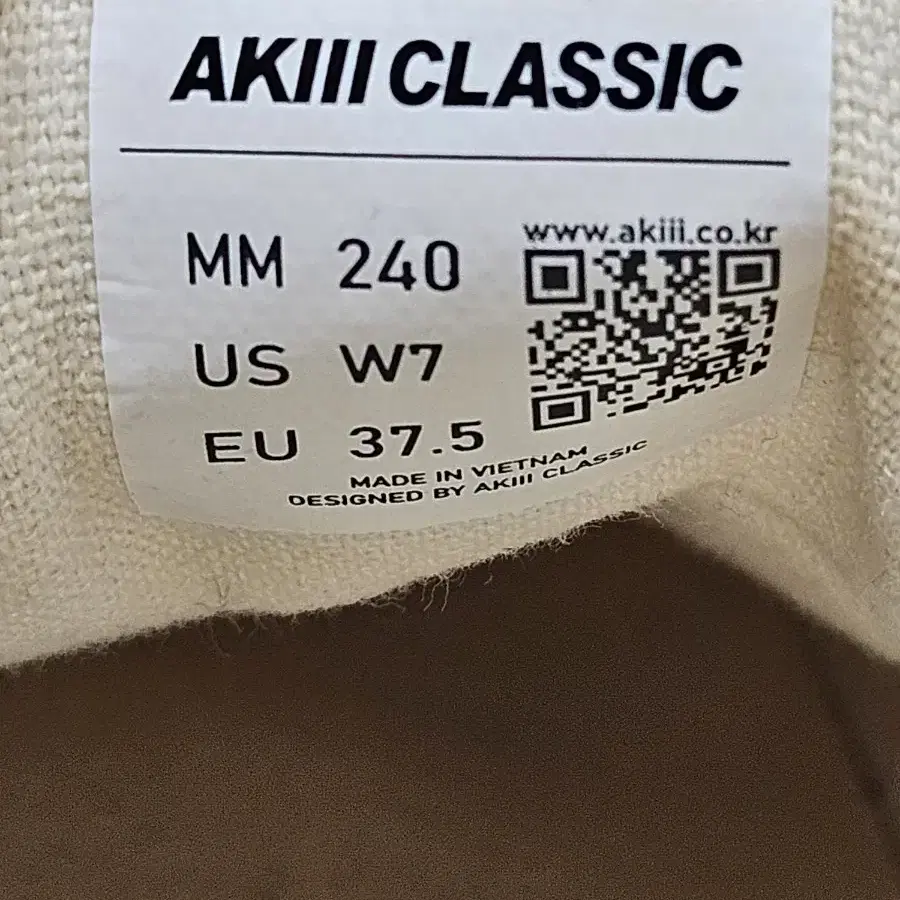 AKIII CLASSIC
MM 240
www.akiii.co.kr
US W7
EU 37.5
MADE IN VIETNAM
DESIGNED BY AKIII CLASSIC